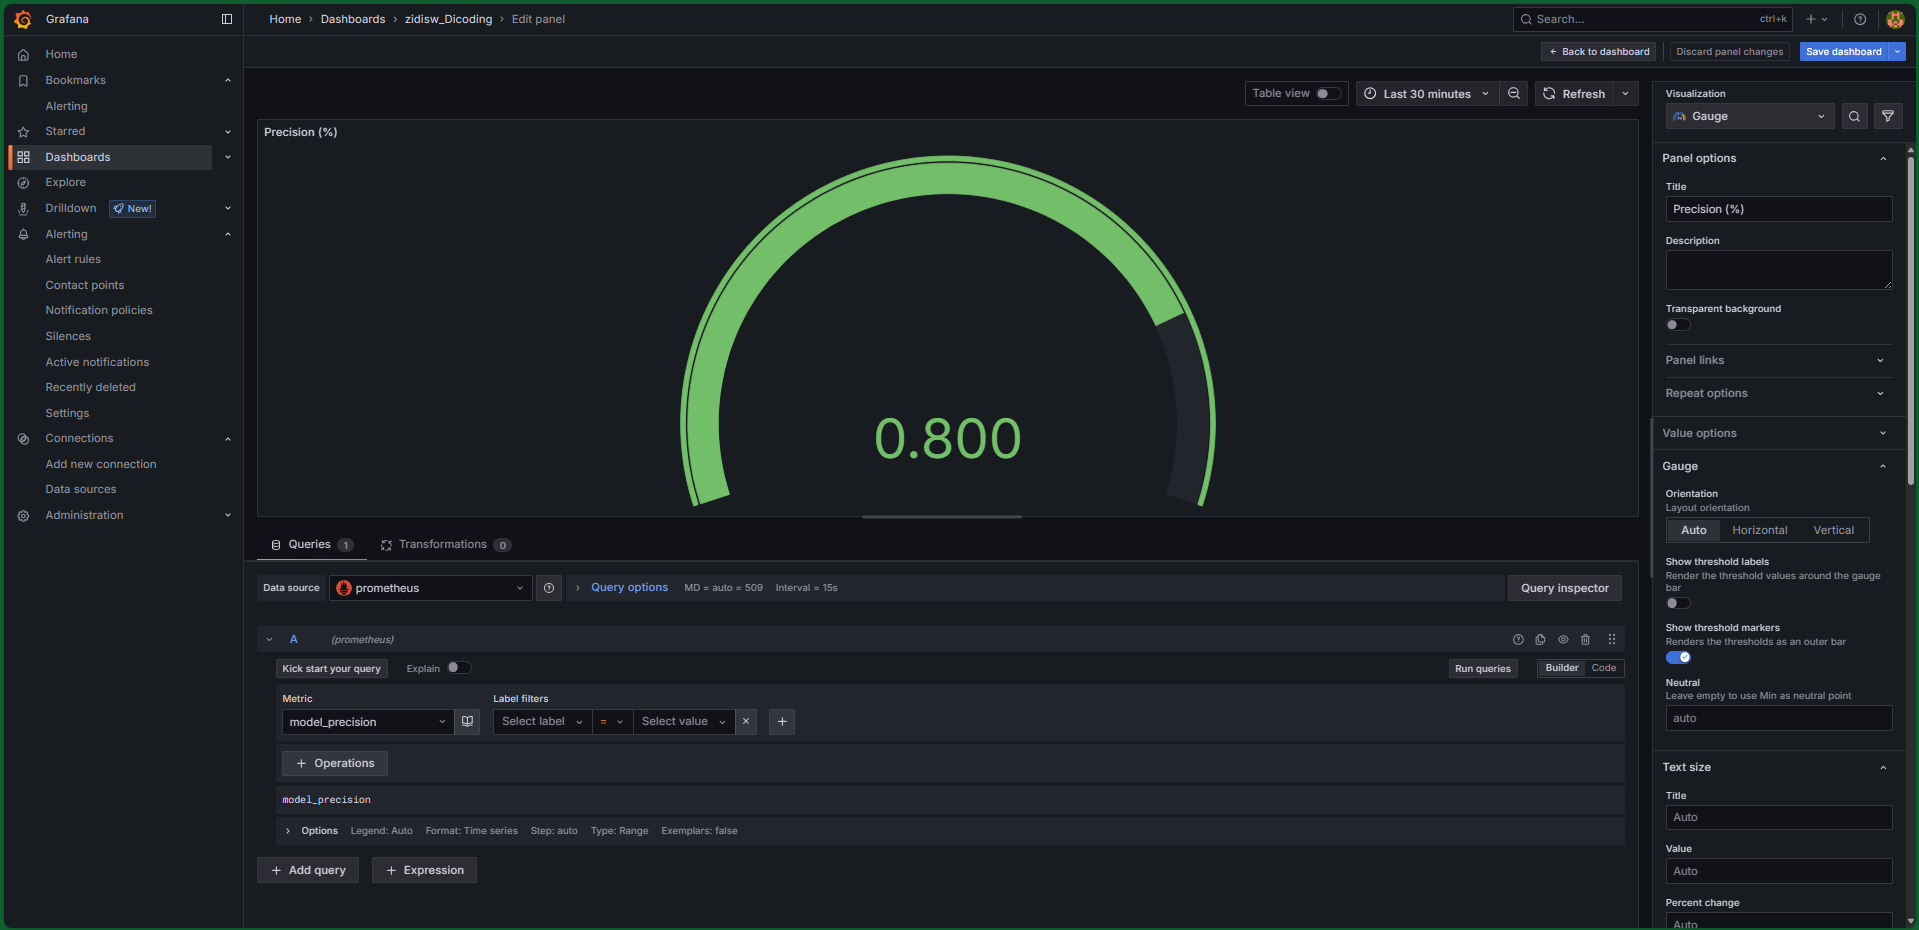 Grafana
Home › Dashboards › zidisw_Dicoding › Edit panel
Search... ctrl+k
Back to dashboard
Discard panel changes
Save dashboard
Home
Bookmarks
Alerting
Starred
Dashboards
Explore
Drilldown New!
Alerting
Alert rules
Contact points
Notification policies
Silences
Active notifications
Recently deleted
Settings
Connections
Add new connection
Data sources
Administration
Table view
Last 30 minutes
Refresh
Precision (%)
0.800
Queries 1
Transformations 0
Data source
prometheus
Query options MD = auto = 509 Interval = 15s
Query inspector
A (prometheus)
Kick start your query
Explain
Run queries
Builder Code
Metric
Label filters
model_precision
Select label = Select value
+ Operations
model_precision
Options Legend: Auto Format: Time series Step: auto Type: Range Exemplars: false
+ Add query
+ Expression
Visualization
Gauge
Panel options
Title
Precision (%)
Description
Transparent background
Panel links
Repeat options
Value options
Gauge
Orientation
Layout orientation
Auto Horizontal Vertical
Show threshold labels
Render the threshold values around the gauge
bar
Show threshold markers
Renders the thresholds as an outer bar
Neutral
Leave empty to use Min as neutral point
auto
Text size
Title
Auto
Value
Auto
Percent change
Auto